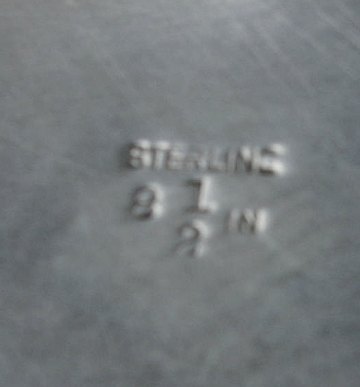 STERLING
8 1/2 IN